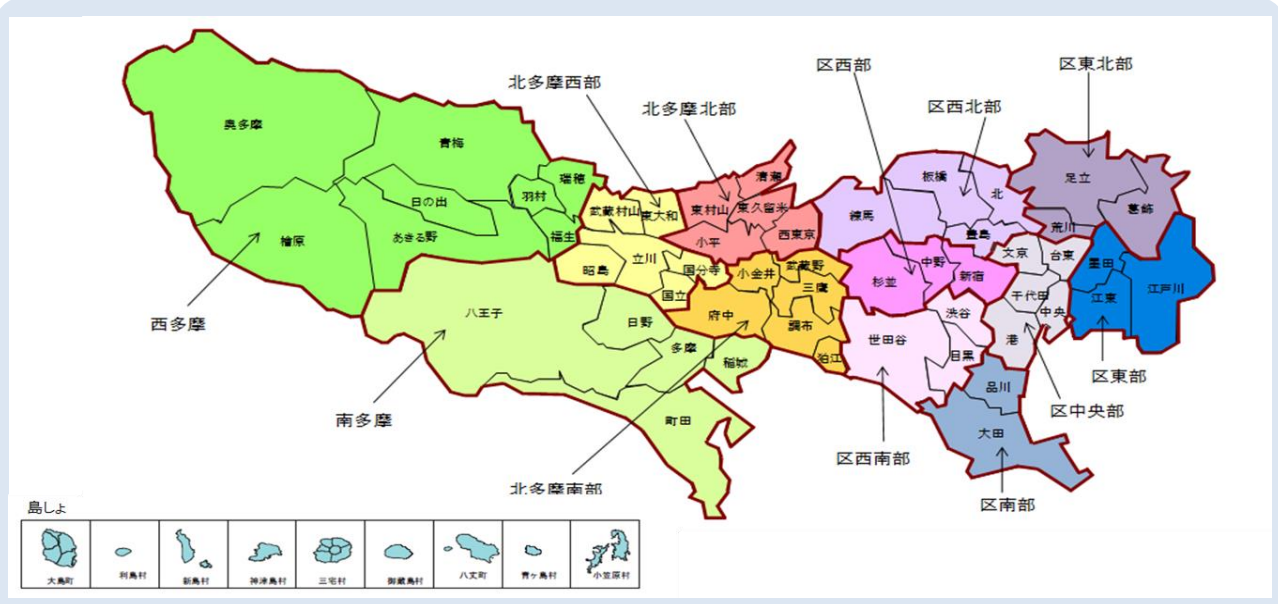 区西部
区東北部
北多摩西部
北多摩北部
区西北部
奥多摩
青梅
瑞穂
羽村
日の出
福生
あきる野
檜原
西多摩
武蔵村山
東大和
昭島
立川
国分寺
国立
東村山
清瀬
東久留米
小平
西東京
小金井
武蔵野
三鷹
府中
調布
狛江
八王子
日野
多摩
稲城
町田
南多摩
北多摩南部
練馬
板橋
北
豊島
杉並
中野
新宿
世田谷
渋谷
目黒
区西南部
足立
葛飾
荒川
文京
台東
千代田
中央
港
墨田
江東
江戸川
区東部
区中央部
品川
大田
区南部
島しょ
大島町
利島村
新島村
神津島村
三宅村
御蔵島村
八丈町
青ヶ島村
小笠原村